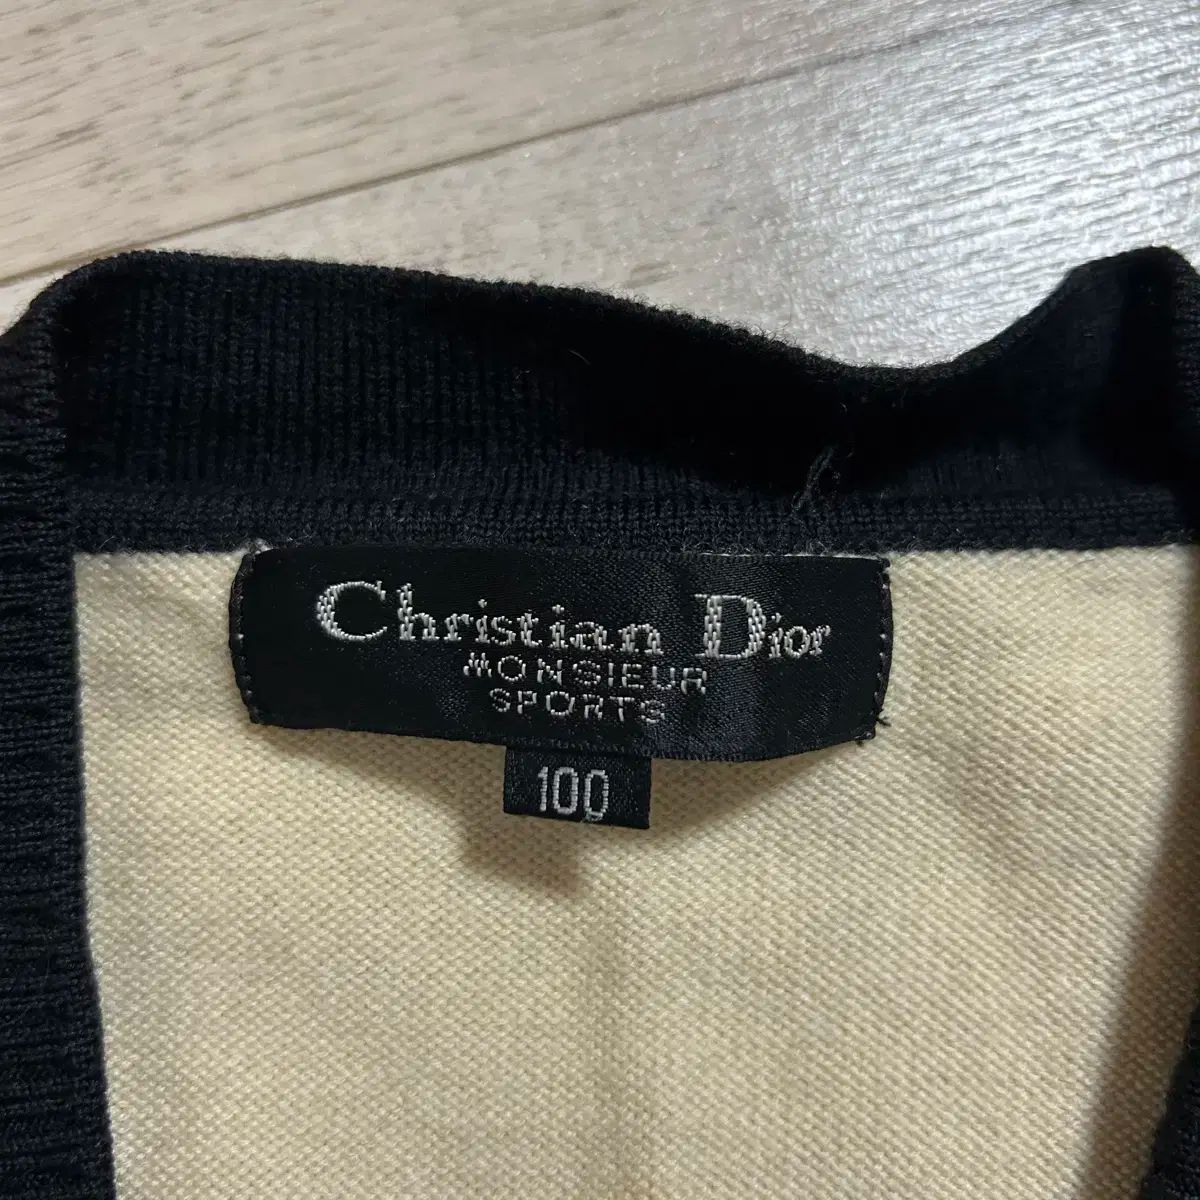 Christian Dior
MONSIEUR
SPORTS
100